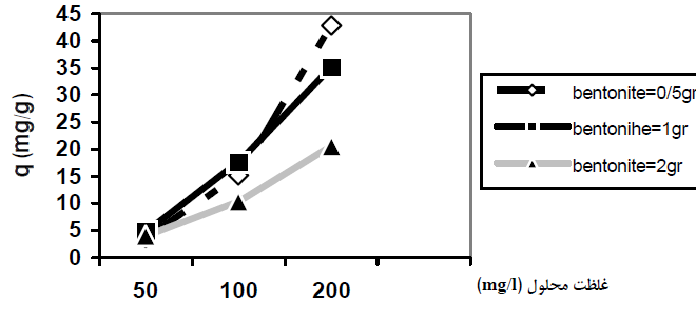 45
40
35
30
25
20
15
10
5
0
q (mg/g)
50 100 200
غلظت محلول (mg/l)
bentonite=0/5gr
bentonihe=1gr
bentonite=2gr